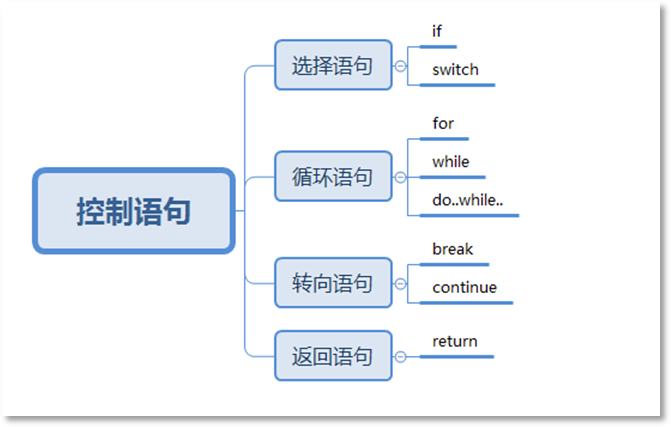 控制语句
选择语句
if
switch
循环语句
for
while
do..while..
转向语句
break
continue
返回语句
return